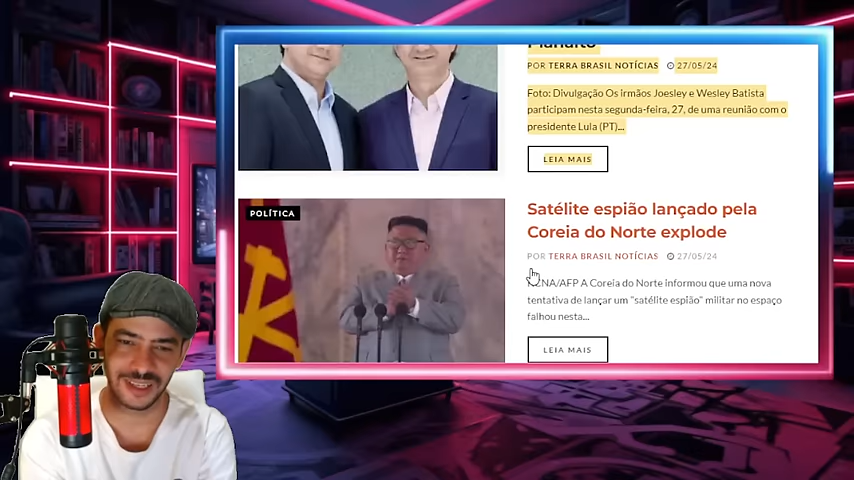 Planalto
POR TERRA BRASIL NOTÍCIAS 27/05/24
Foto: Divulgação Os irmãos Joesley e Wesley Batista
participam nesta segunda-feira, 27, de uma reunião com o
presidente Lula (PT)...
LEIA MAIS
POLÍTICA
Satélite espião lançado pela
Coreia do Norte explode
POR TERRA BRASIL NOTÍCIAS 27/05/24
KCNA/AFP A Coreia do Norte informou que uma nova
tentativa de lançar um "satélite espião" militar no espaço
falhou nesta...
LEIA MAIS